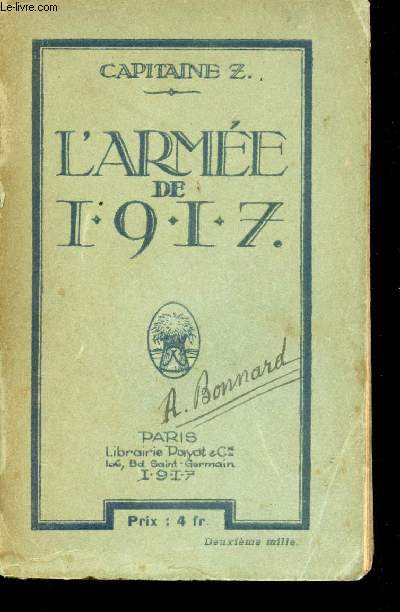 Le-Livre.com
CAPITAINE Z.
L'ARMÉE
DE
1·9·1·7.
A. Bonnard
PARIS
Librairie Payot & Cie
106, Bd Saint-Germain
1·9·1·7
Prix : 4 fr.
Deuxième mille.